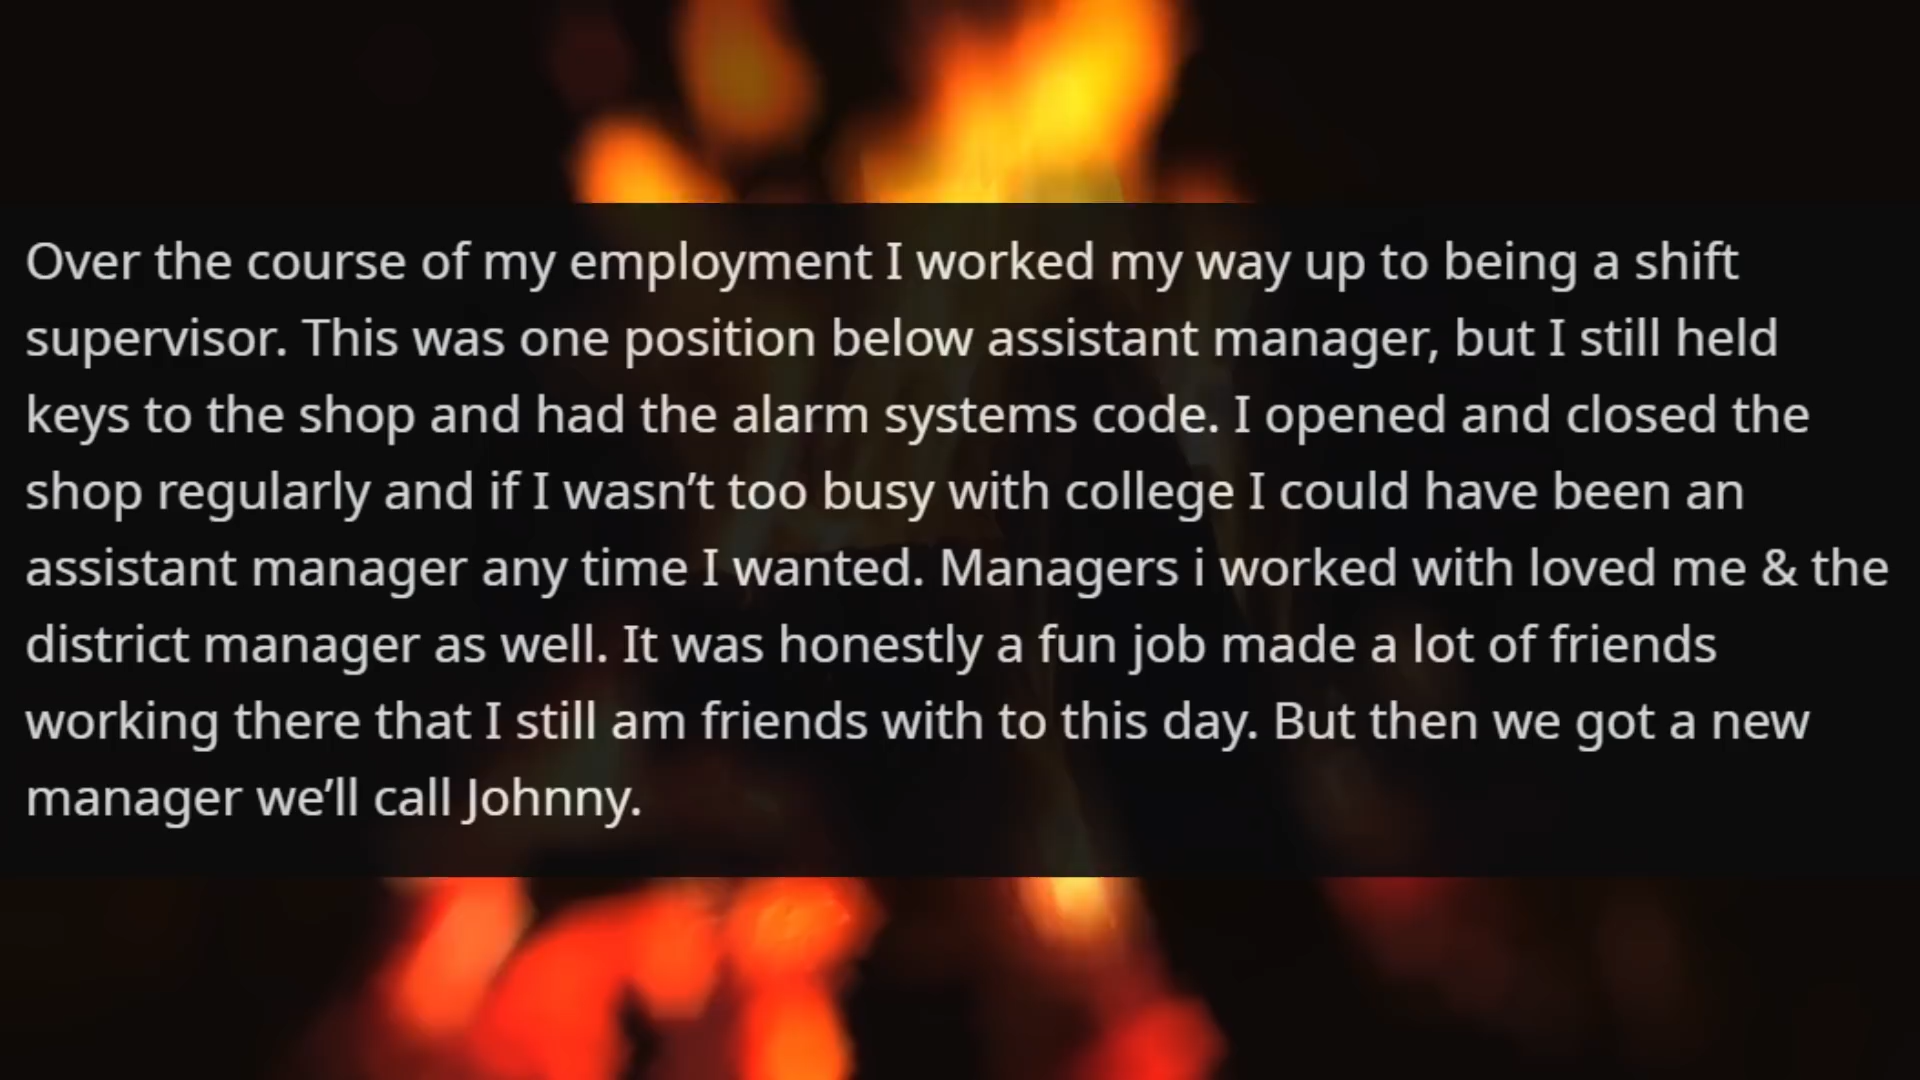 Over the course of my employment I worked my way up to being a shift
supervisor. This was one position below assistant manager, but I still held
keys to the shop and had the alarm systems code. I opened and closed the
shop regularly and if I wasn’t too busy with college I could have been an
assistant manager any time I wanted. Managers i worked with loved me & the
district manager as well. It was honestly a fun job made a lot of friends
working there that I still am friends with to this day. But then we got a new
manager we’ll call Johnny.